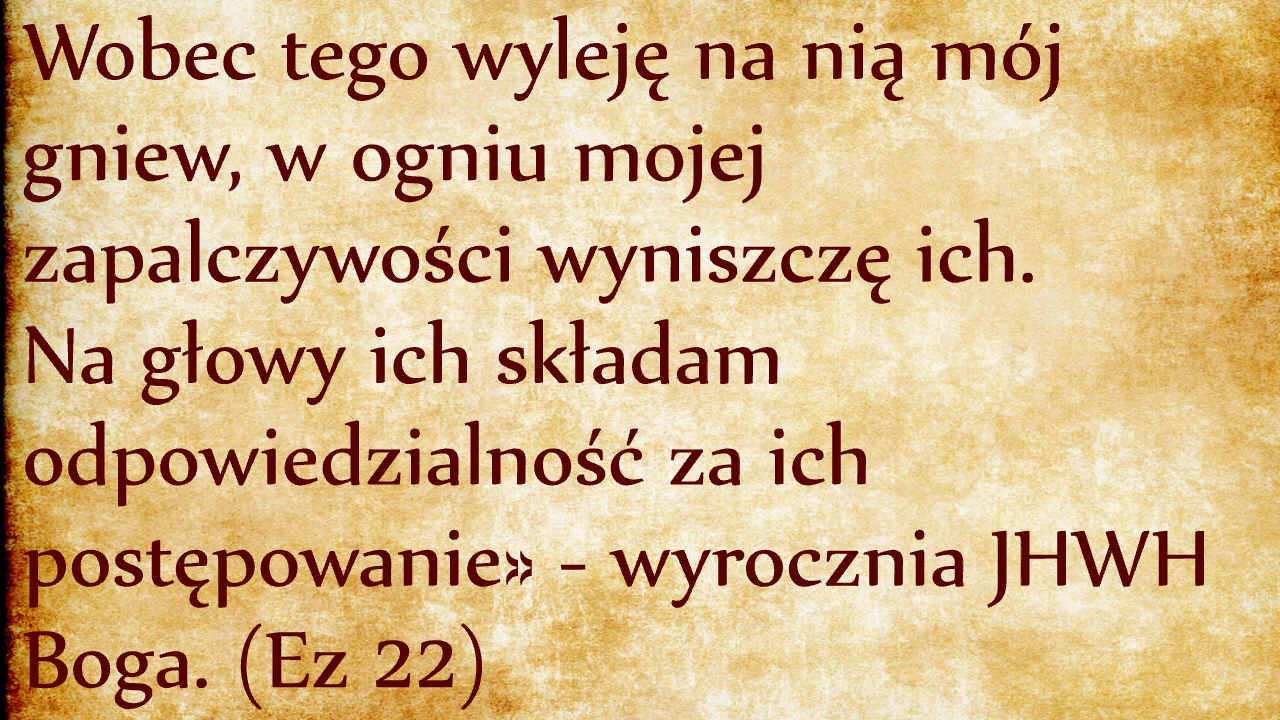 Wobec tego wyleję na nią mój
gniew, w ogniu mojej
zapalczywości wyniszczę ich.
Na głowy ich składam
odpowiedzialność za ich
postępowanie» - wyrocznia JHWH
Boga. (Ez 22)